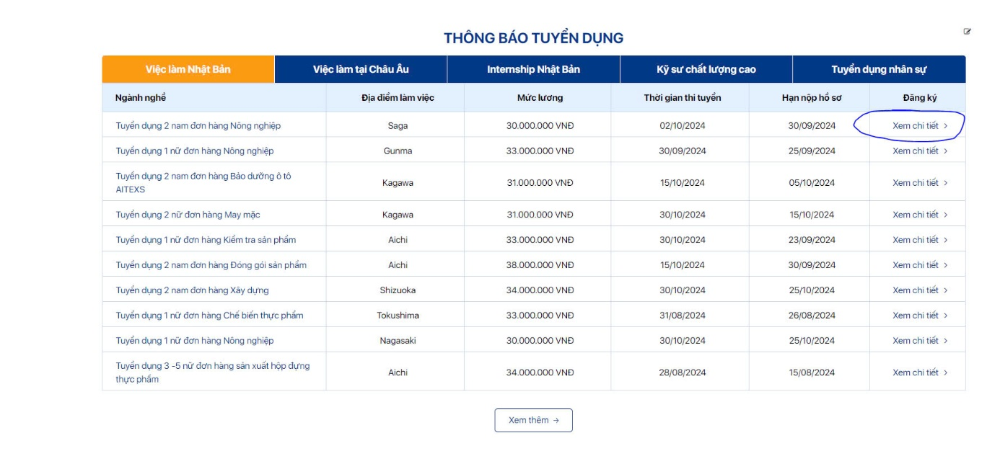 THÔNG BÁO TUYỂN DỤNG
Việc làm Nhật Bản Việc làm tại Châu Âu Internship Nhật Bản Kỹ sư chất lượng cao Tuyển dụng nhân sự
Ngành nghề Địa điểm làm việc Mức lương Thời gian thi tuyển Hạn nộp hồ sơ Đăng ký
Tuyển dụng 2 nam đơn hàng Nông nghiệp Saga 30.000.000 VNĐ 02/10/2024 30/09/2024 Xem chi tiết >
Tuyển dụng 1 nữ đơn hàng Nông nghiệp Gunma 33.000.000 VNĐ 30/09/2024 25/09/2024 Xem chi tiết >
Tuyển dụng 2 nam đơn hàng Bảo dưỡng ô tô
AITEXS Kagawa 31.000.000 VNĐ 15/10/2024 05/10/2024 Xem chi tiết >
Tuyển dụng 2 nữ đơn hàng May mặc Kagawa 31.000.000 VNĐ 30/10/2024 15/10/2024 Xem chi tiết >
Tuyển dụng 1 nữ đơn hàng Kiểm tra sản phẩm Aichi 33.000.000 VNĐ 30/10/2024 23/09/2024 Xem chi tiết >
Tuyển dụng 2 nam đơn hàng Đóng gói sản phẩm Aichi 38.000.000 VNĐ 15/10/2024 30/09/2024 Xem chi tiết >
Tuyển dụng 2 nam đơn hàng Xây dựng Shizuoka 34.000.000 VNĐ 30/10/2024 25/10/2024 Xem chi tiết >
Tuyển dụng 1 nữ đơn hàng Chế biến thực phẩm Tokushima 33.000.000 VNĐ 31/08/2024 26/08/2024 Xem chi tiết >
Tuyển dụng 1 nữ đơn hàng Nông nghiệp Nagasaki 30.000.000 VNĐ 30/10/2024 25/10/2024 Xem chi tiết >
Tuyển dụng 3 -5 nữ đơn hàng sản xuất hộp đựng
thực phẩm Aichi 34.000.000 VNĐ 28/08/2024 15/08/2024 Xem chi tiết >
Xem thêm →